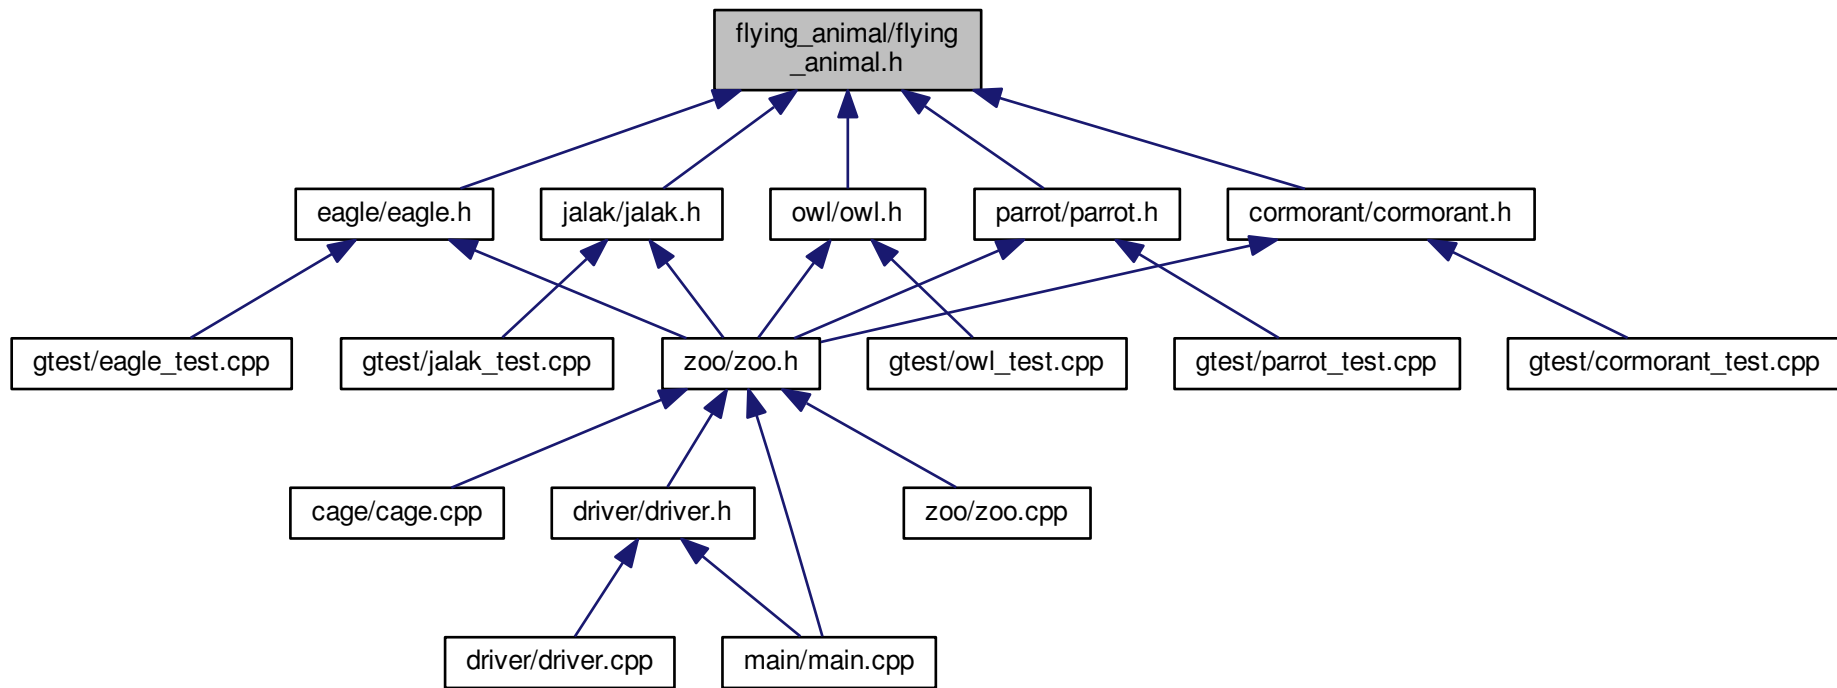 flying_animal/flying
_animal.h
eagle/eagle.h
jalak/jalak.h
owl/owl.h
parrot/parrot.h
cormorant/cormorant.h
gtest/eagle_test.cpp
gtest/jalak_test.cpp
zoo/zoo.h
gtest/owl_test.cpp
gtest/parrot_test.cpp
gtest/cormorant_test.cpp
cage/cage.cpp
driver/driver.h
zoo/zoo.cpp
driver/driver.cpp
main/main.cpp